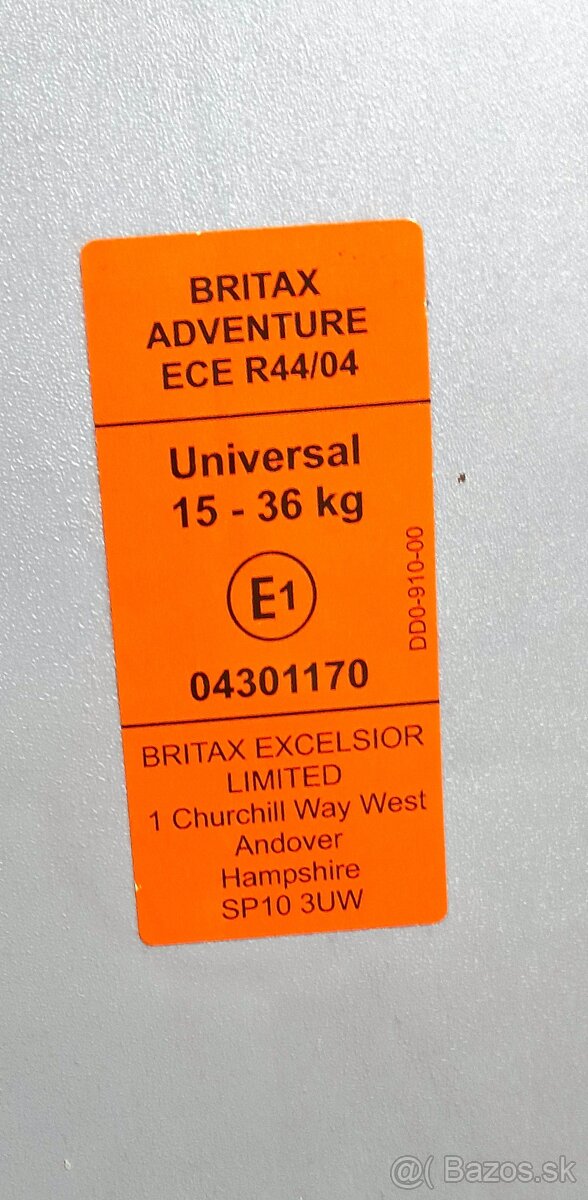 BRITAX
ADVENTURE
ECE R44/04
Universal
15 - 36 kg
E1
04301170
DD0-910-00
BRITAX EXCELSIOR
LIMITED
1 Churchill Way West
Andover
Hampshire
SP10 3UW
@( Bazos.sk